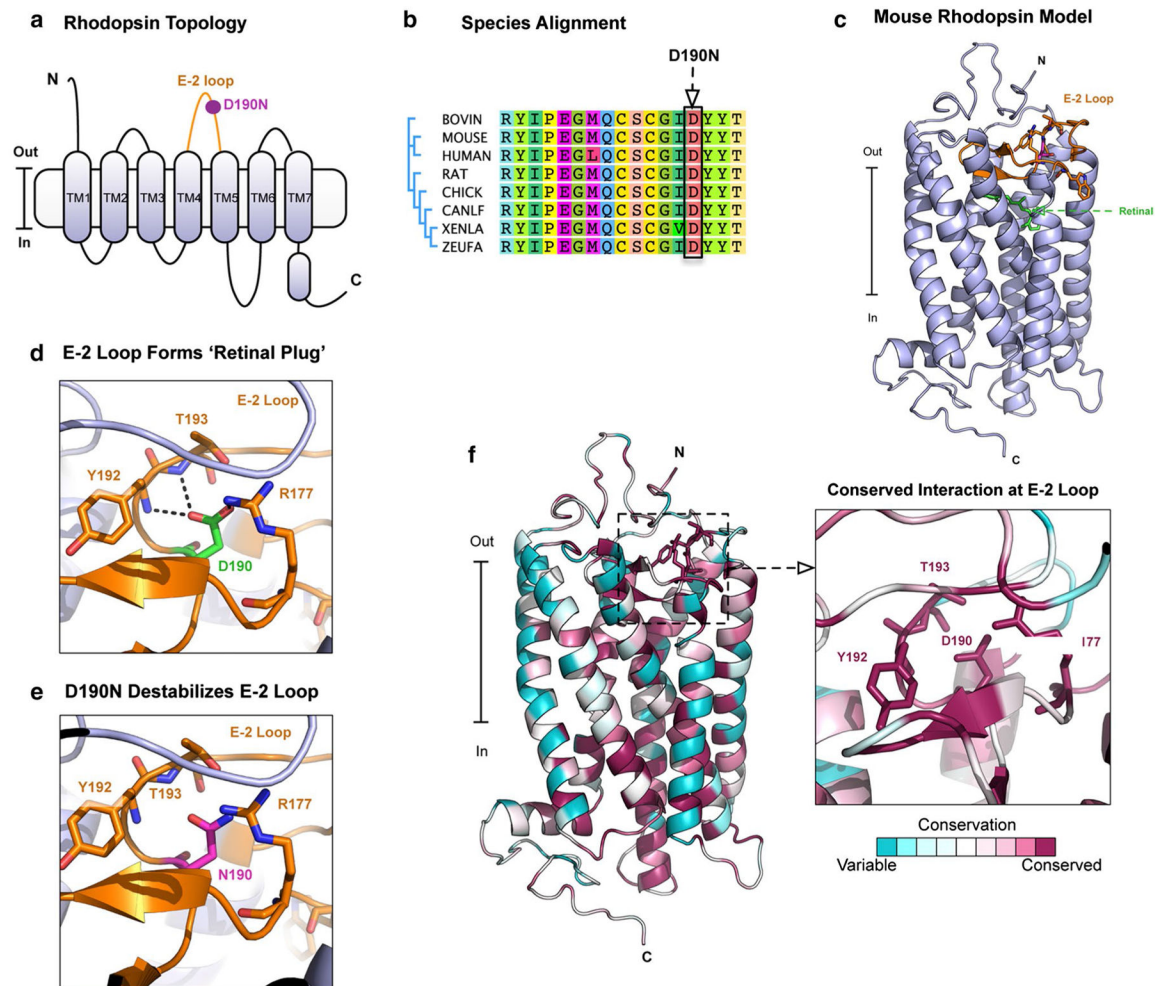 a Rhodopsin Topology
N
E-2 loop
D190N
Out
In
TM1 TM2 TM3 TM4 TM5 TM6 TM7
C
b Species Alignment
D190N
BOVIN RYIPEGMQCSCGIDYYT
MOUSE RYIPEGMQCSCGIDYYT
HUMAN RYIPEGLQCSCGIDYYT
RAT RYIPEGMQCSCGIDYYT
CHICK RYIPEGMQCSCGIDYYT
CANLF RYIPEGMQCSCGIDYYT
XENLA RYIPEGMQCSCGVDYYT
ZEUFA RYIPEGMQCSCGIDYYT
c Mouse Rhodopsin Model
N
E-2 Loop
Out
Retinal
In
C
d E-2 Loop Forms ‘Retinal Plug’
E-2 Loop
T193
Y192
R177
D190
e D190N Destabilizes E-2 Loop
E-2 Loop
Y192
T193
R177
N190
f
N
Out
In
C
Conserved Interaction at E-2 Loop
T193
D190
I77
Y192
Conservation
Variable Conserved